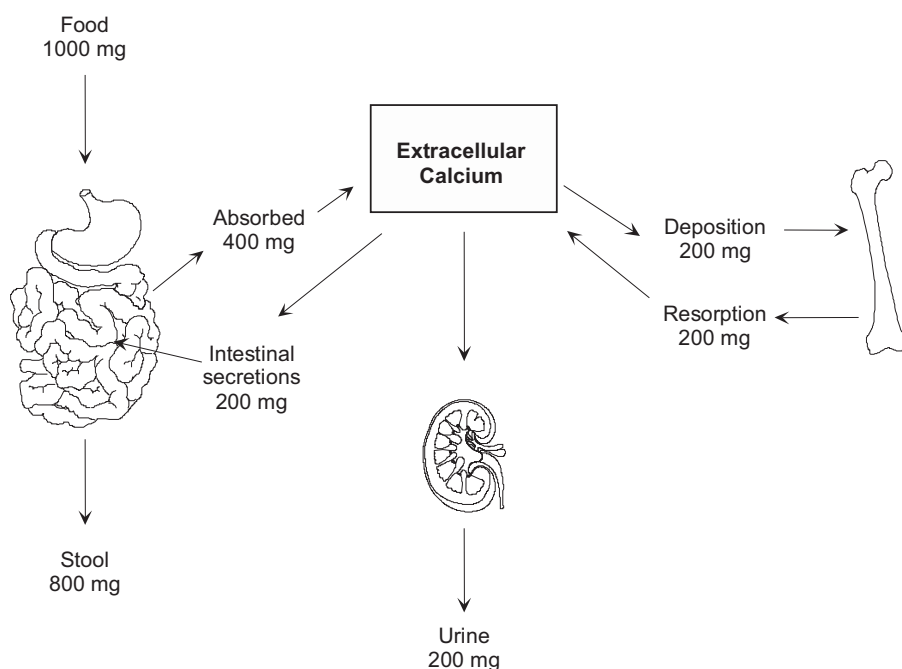 Food
1000 mg
Extracellular
Calcium
Absorbed
400 mg
Deposition
200 mg
Resorption
200 mg
Intestinal
secretions
200 mg
Stool
800 mg
Urine
200 mg